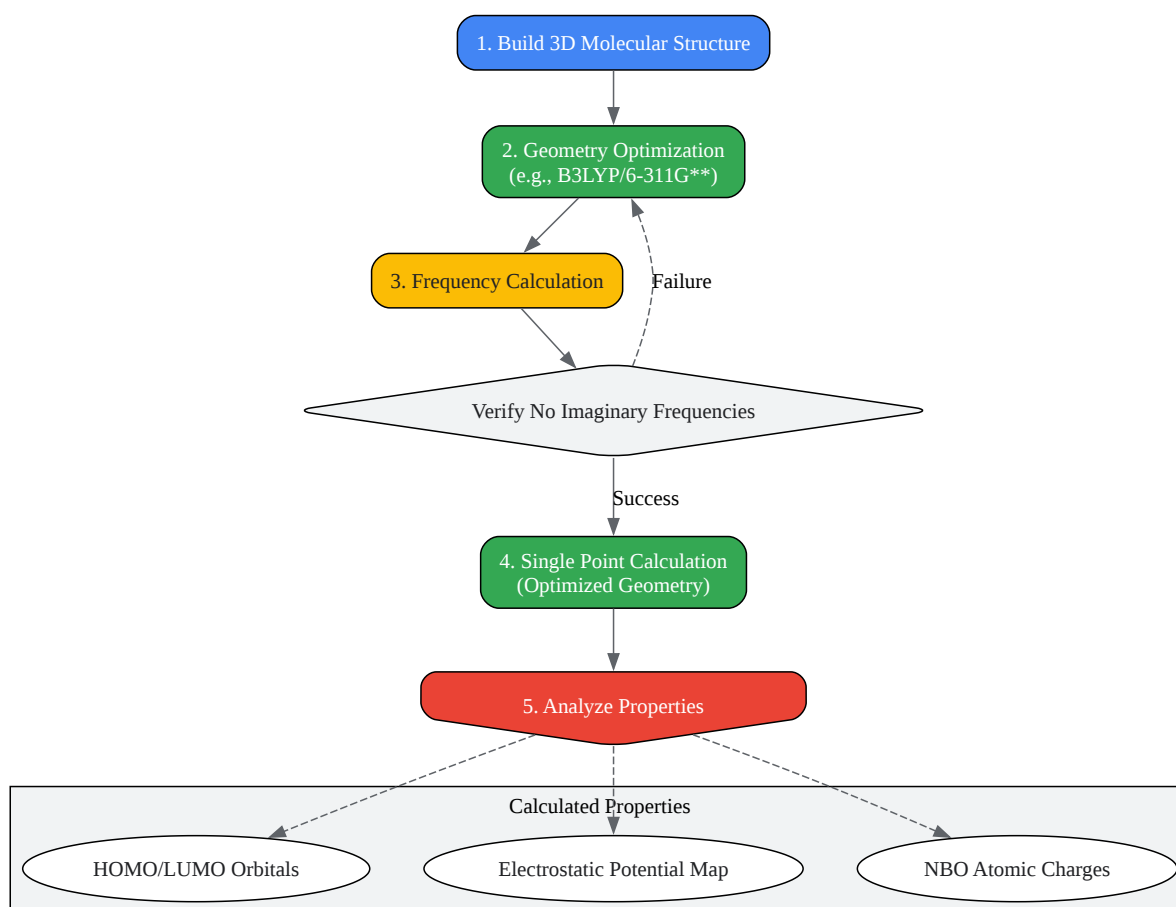 1. Build 3D Molecular Structure
2. Geometry Optimization
(e.g., B3LYP/6-311G**)
3. Frequency Calculation
Failure
Verify No Imaginary Frequencies
Success
4. Single Point Calculation
(Optimized Geometry)
5. Analyze Properties
Calculated Properties
HOMO/LUMO Orbitals
Electrostatic Potential Map
NBO Atomic Charges